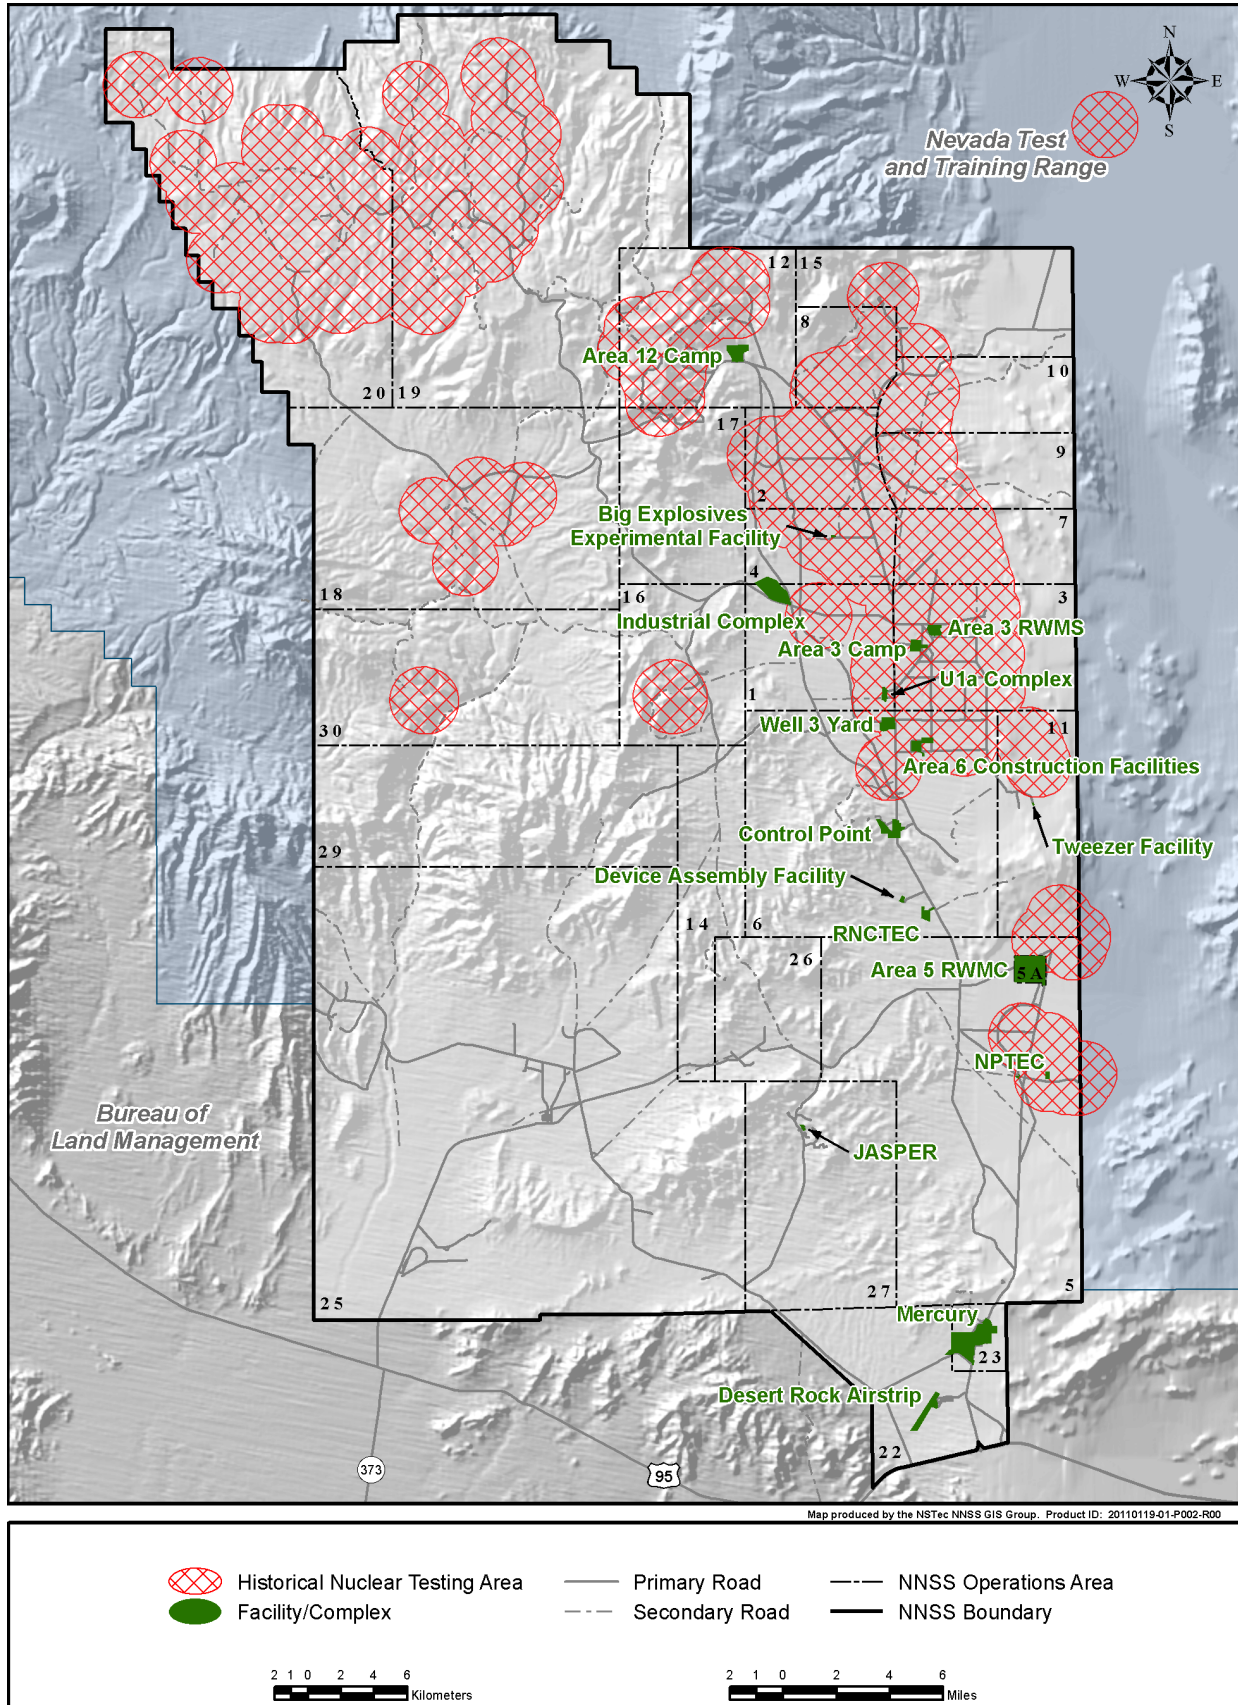 N
W E
S
Nevada Test
and Training Range
12
15
8
Area 12 Camp
10
20
19
17
9
2
Big Explosives
Experimental Facility
7
4
18
16
3
Industrial Complex
Area 3 RWMS
Area 3 Camp
U1a Complex
1
Well 3 Yard
11
30
Area 6 Construction Facilities
Control Point
Tweezer Facility
29
Device Assembly Facility
14
6
RNCTEC
26
Area 5 RWMC
5A
NPTEC
Bureau of
Land Management
JASPER
5
25
27
Mercury
23
Desert Rock Airstrip
22
373
95
Map produced by the NSTec NNSS GIS Group. Product ID: 20110119-01-P002-R00
Historical Nuclear Testing Area
Primary Road
NNSS Operations Area
Facility/Complex
Secondary Road
NNSS Boundary
2 1 0 2 4 6
Kilometers
2 1 0 2 4 6
Miles